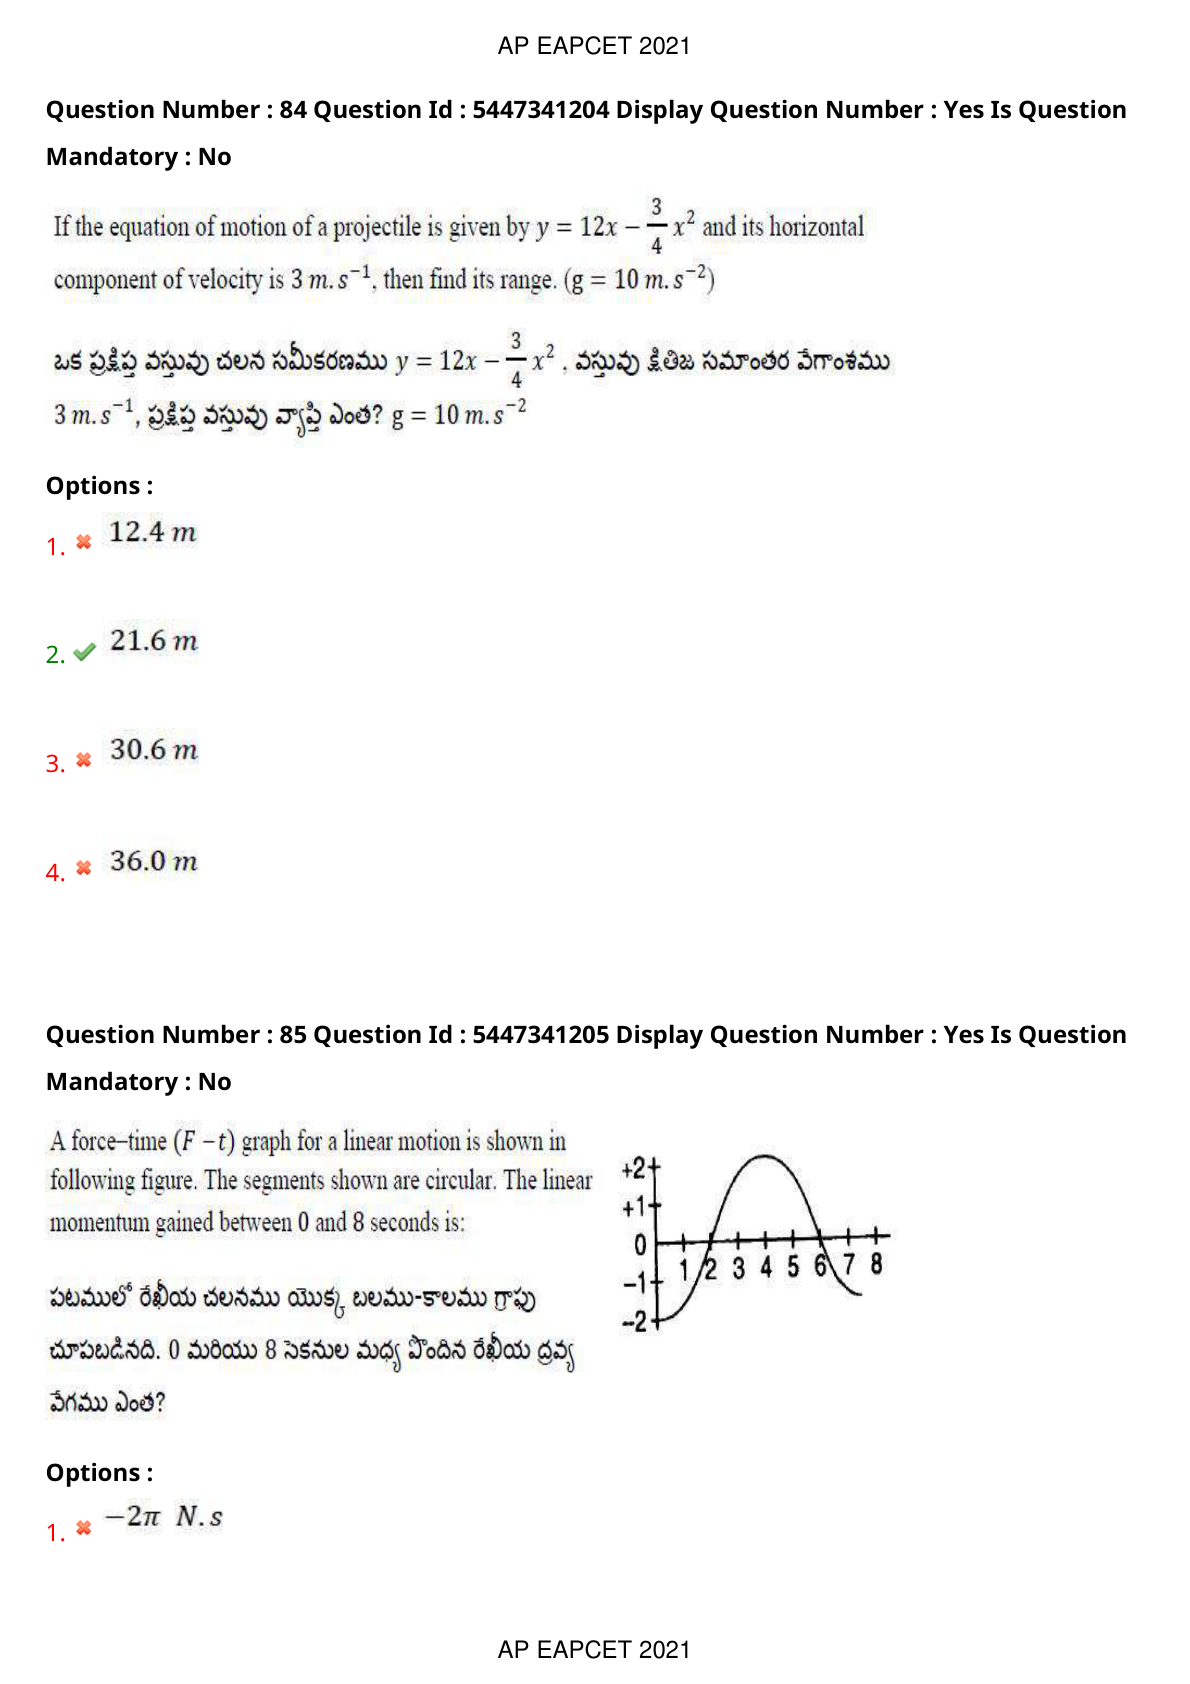 AP EAPCET 2021
Question Number : 84 Question Id : 5447341204 Display Question Number : Yes Is Question
Mandatory : No
If the equation of motion of a projectile is given by y = 12x − 3/4 x² and its horizontal
component of velocity is 3 m.s⁻¹, then find its range. (g = 10 m.s⁻²)
ఒక ప్రక్షిప్త వస్తువు చలన సమీకరణము y = 12x − 3/4 x² . వస్తువు క్షితిజ సమాంతర వేగాంశము
3 m.s⁻¹, ప్రక్షిప్త వస్తువు వ్యాప్తి ఎంత? g = 10 m.s⁻²
Options :
1. ✖ 12.4 m
2. ✔ 21.6 m
3. ✖ 30.6 m
4. ✖ 36.0 m
Question Number : 85 Question Id : 5447341205 Display Question Number : Yes Is Question
Mandatory : No
A force–time (F −t) graph for a linear motion is shown in
following figure. The segments shown are circular. The linear
momentum gained between 0 and 8 seconds is:
+2
+1
0
−1
−2
1 2 3 4 5 6 7 8
పటములో రేఖీయ చలనము యొక్క బలము-కాలము గ్రాఫు
చూపబడినది. 0 మరియు 8 సెకనుల మధ్య పొందిన రేఖీయ ద్రవ్య
వేగము ఎంత?
Options :
1. ✖ −2π N.s
AP EAPCET 2021